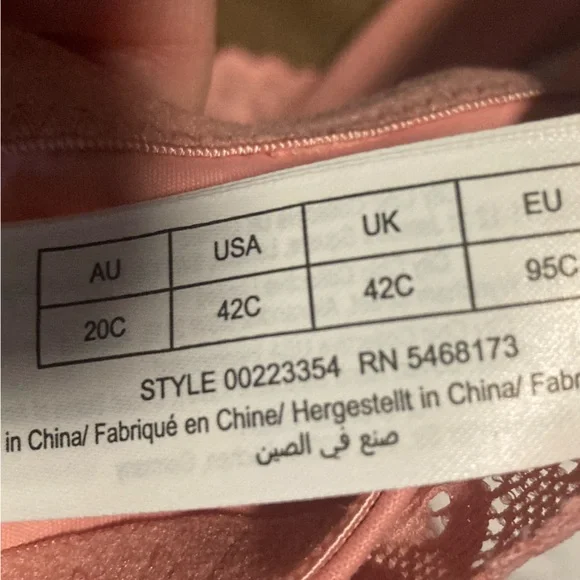 AU USA UK EU
20C 42C 42C 95C
STYLE 00223354 RN 5468173
in China/ Fabriqué en Chine/ Hergestellt in China/ Fabr
صنع في الصين